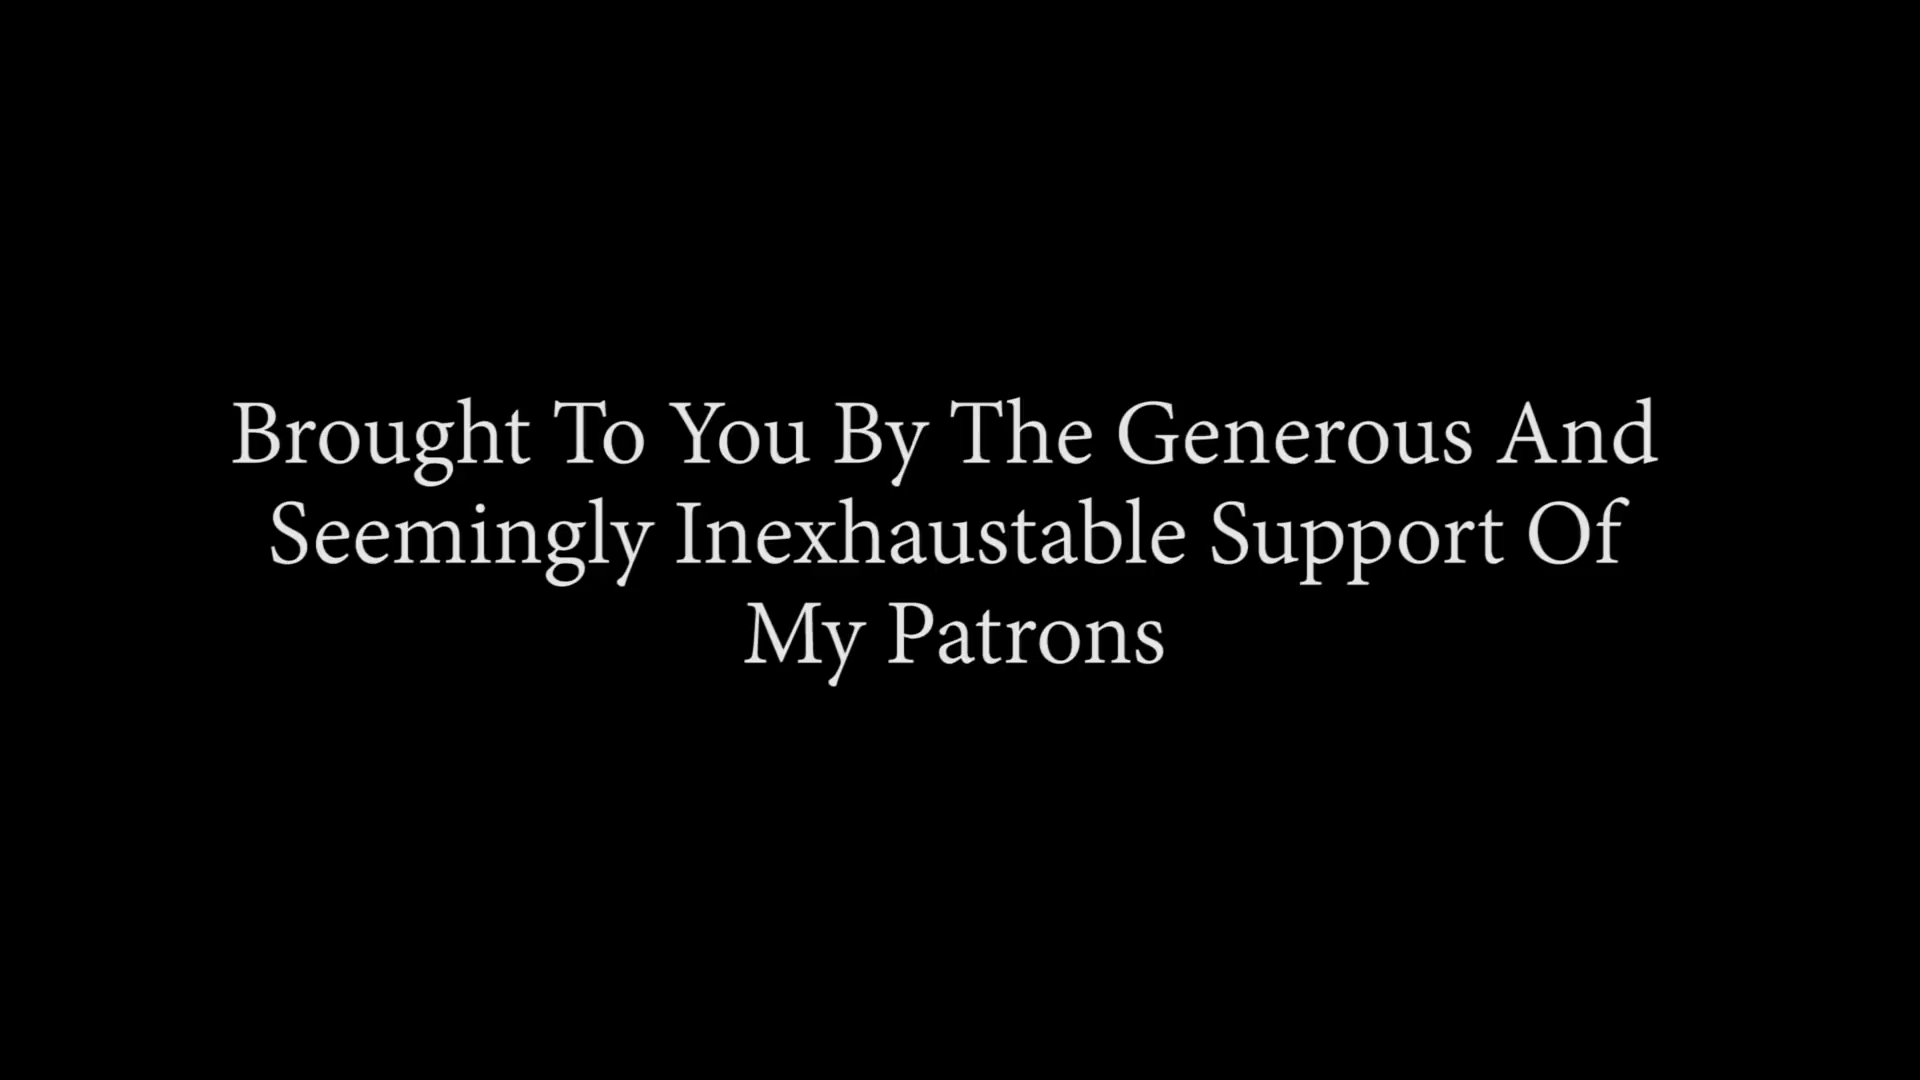 Brought To You By The Generous And
Seemingly Inexhaustable Support Of
My Patrons